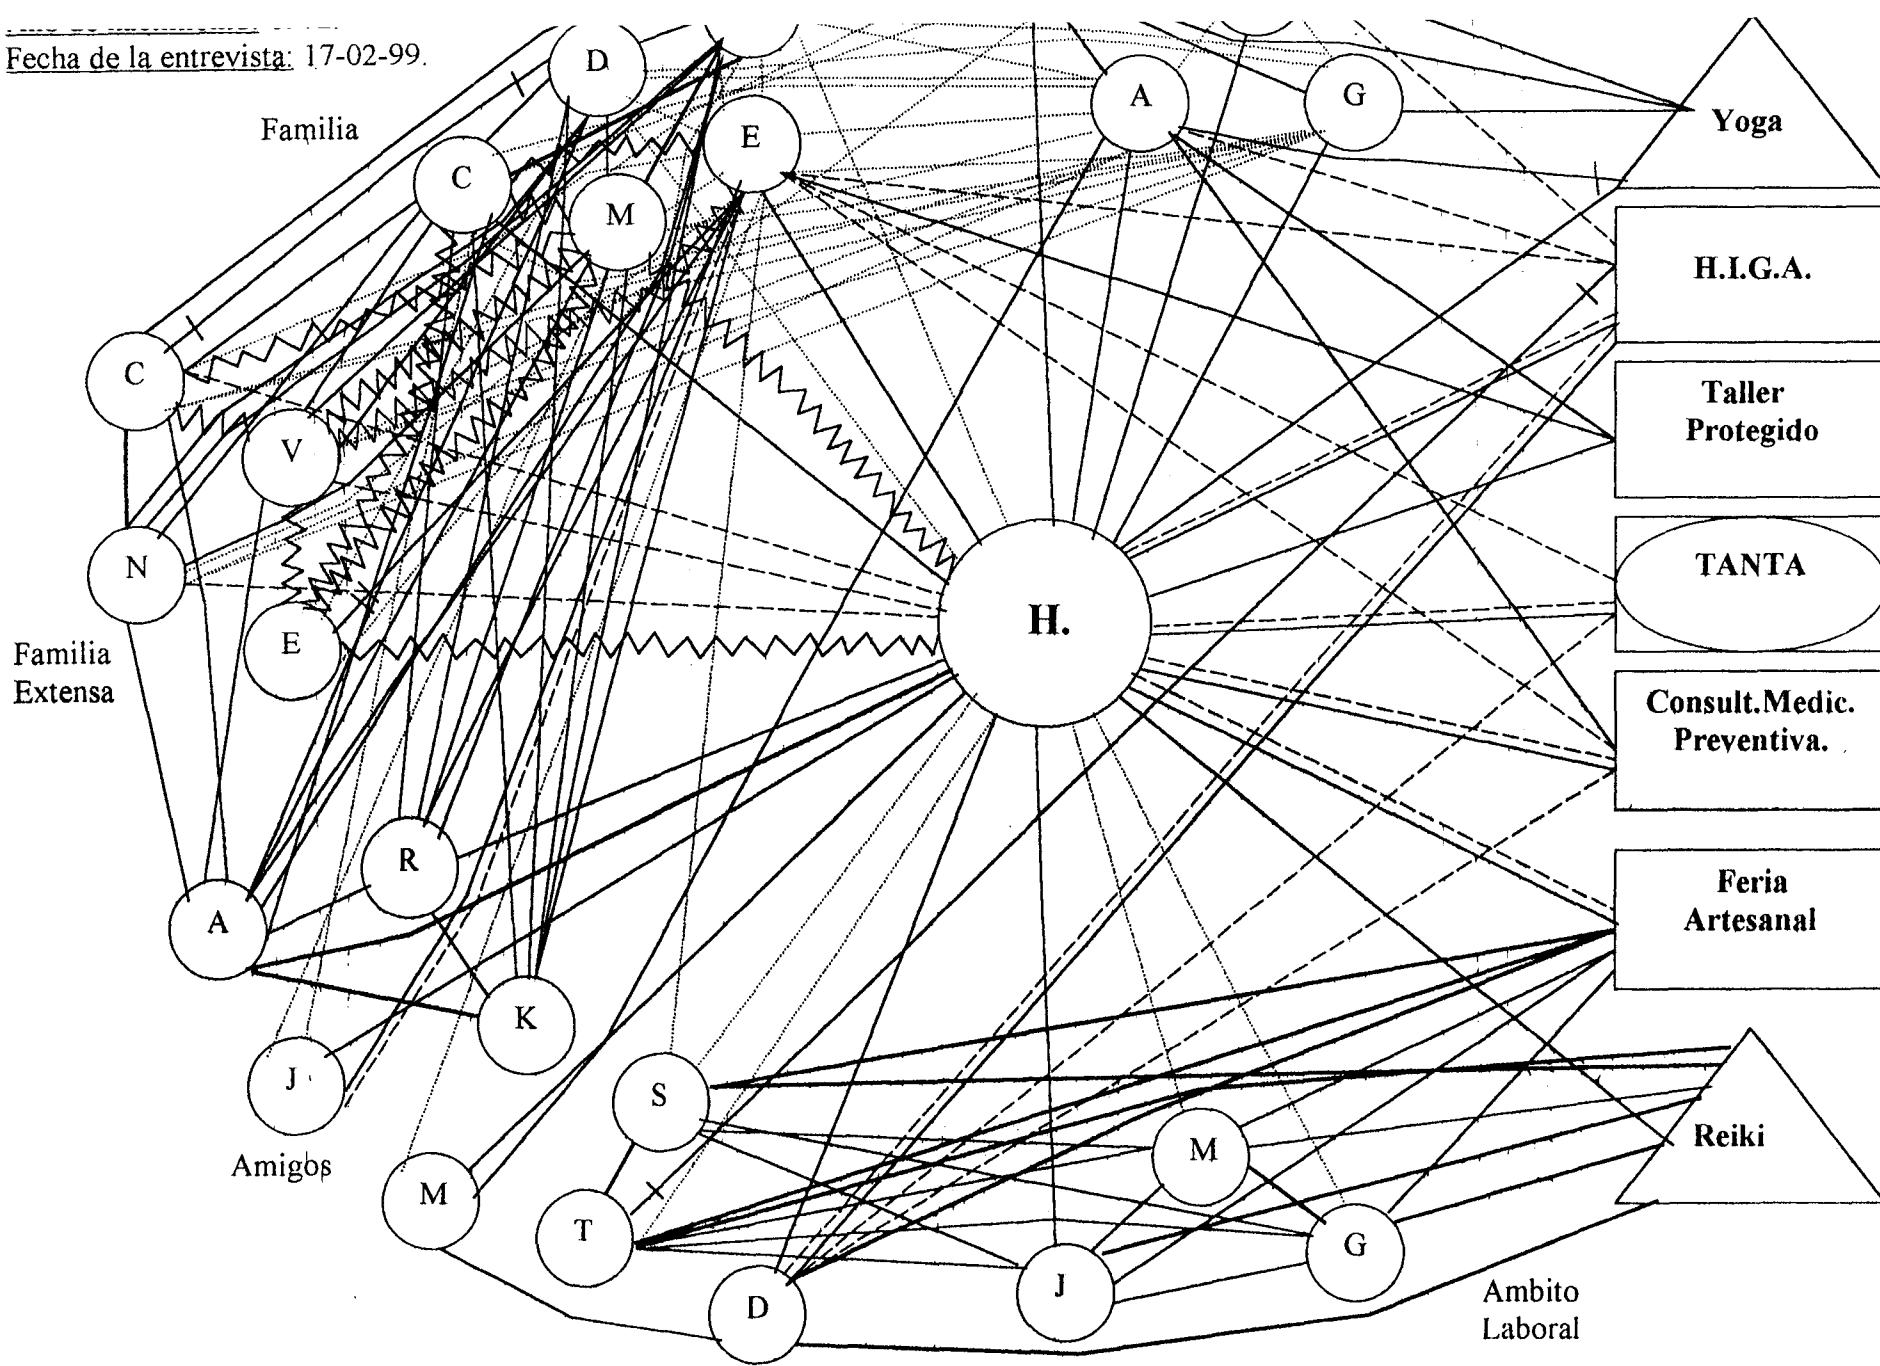 Fecha de la entrevista: 17-02-99.
D
Familia
E
A
G
Yoga
C
M
H.I.G.A.
C
Taller
Protegido
V
N
TANTA
H.
E
Familia
Extensa
Consult.Medic.
Preventiva.
R
Feria
Artesanal
A
K
J
S
M
Reiki
Amigos
M
T
G
J
D
Ambito
Laboral